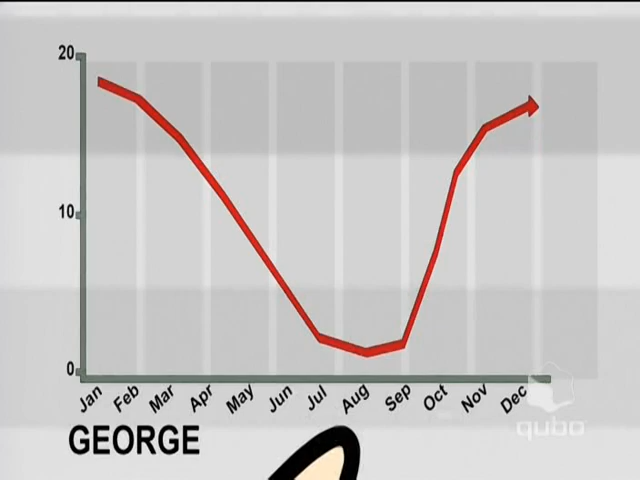 20
10
0
Jan Feb Mar Apr May Jun Jul Aug Sep Oct Nov Dec
GEORGE
qubo